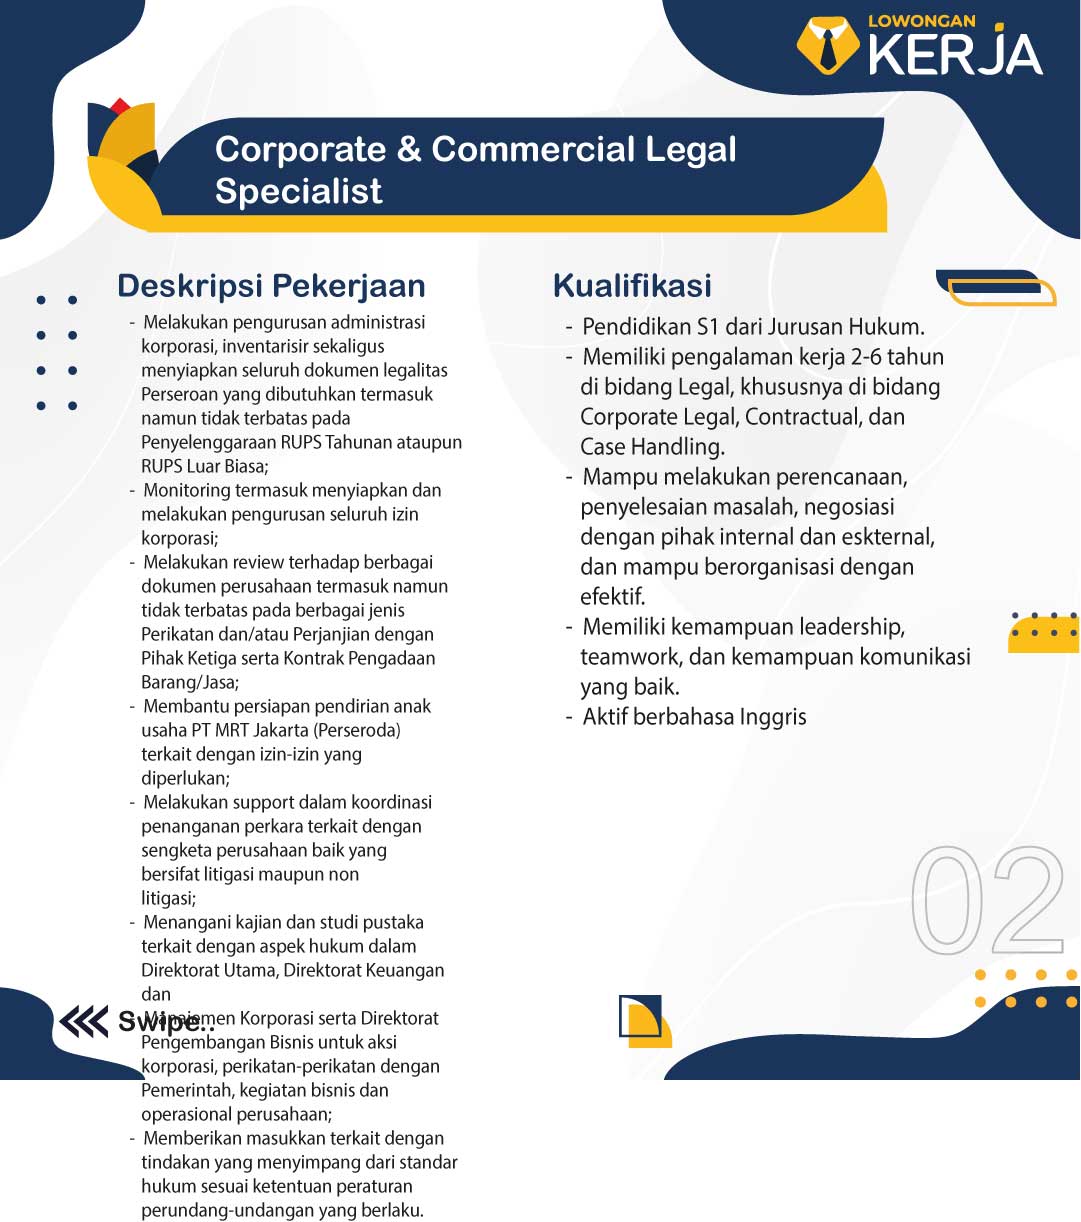 LOWONGAN
KERJA
Corporate & Commercial Legal
Specialist
Deskripsi Pekerjaan
- Melakukan pengurusan administrasi
korporasi, inventarisir sekaligus
menyiapkan seluruh dokumen legalitas
Perseroan yang dibutuhkan termasuk
namun tidak terbatas pada
Penyelenggaraan RUPS Tahunan ataupun
RUPS Luar Biasa;
- Monitoring termasuk menyiapkan dan
melakukan pengurusan seluruh izin
korporasi;
- Melakukan review terhadap berbagai
dokumen perusahaan termasuk namun
tidak terbatas pada berbagai jenis
Perikatan dan/atau Perjanjian dengan
Pihak Ketiga serta Kontrak Pengadaan
Barang/Jasa;
- Membantu persiapan pendirian anak
usaha PT MRT Jakarta (Perseroda)
terkait dengan izin-izin yang
diperlukan;
- Melakukan support dalam koordinasi
penanganan perkara terkait dengan
sengketa perusahaan baik yang
bersifat litigasi maupun non
litigasi;
- Menangani kajian dan studi pustaka
terkait dengan aspek hukum dalam
Direktorat Utama, Direktorat Keuangan
dan
- Manajemen Korporasi serta Direktorat
Pengembangan Bisnis untuk aksi
korporasi, perikatan-perikatan dengan
Pemerintah, kegiatan bisnis dan
operasional perusahaan;
- Memberikan masukkan terkait dengan
tindakan yang menyimpang dari standar
hukum sesuai ketentuan peraturan
perundang-undangan yang berlaku.
Kualifikasi
- Pendidikan S1 dari Jurusan Hukum.
- Memiliki pengalaman kerja 2-6 tahun
di bidang Legal, khususnya di bidang
Corporate Legal, Contractual, dan
Case Handling.
- Mampu melakukan perencanaan,
penyelesaian masalah, negosiasi
dengan pihak internal dan eskternal,
dan mampu berorganisasi dengan
efektif.
- Memiliki kemampuan leadership,
teamwork, dan kemampuan komunikasi
yang baik.
- Aktif berbahasa Inggris
02
Swipe..